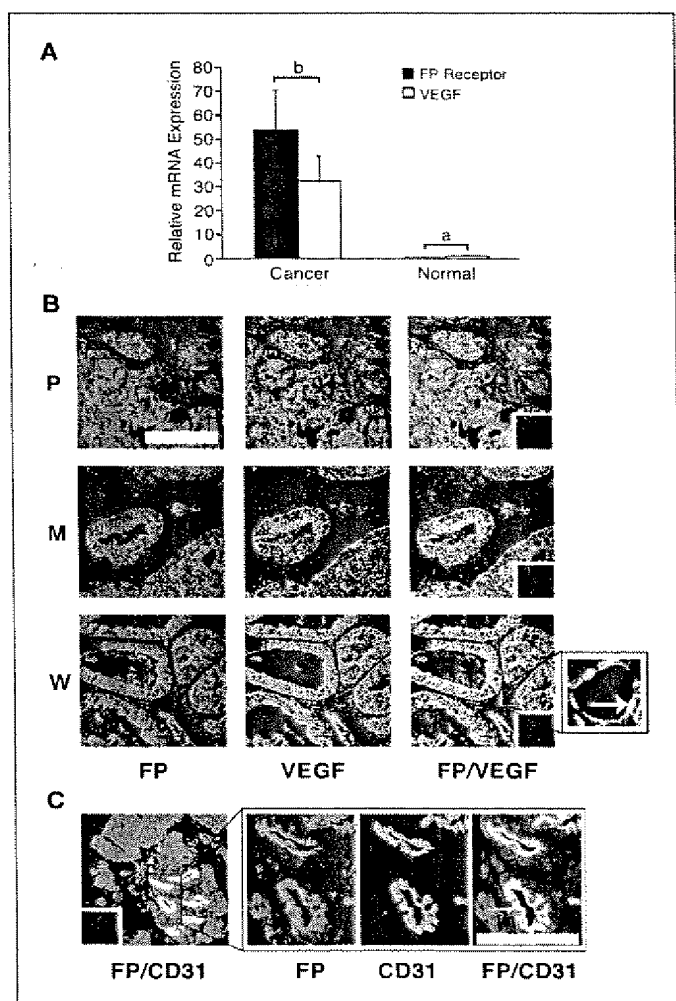 A
Relative mRNA Expression
80
70
60
50
40
30
20
10
0
b
a
FP Receptor
VEGF
Cancer
Normal
B
P
M
W
FP
VEGF
FP/VEGF
C
FP/CD31
FP
CD31
FP/CD31